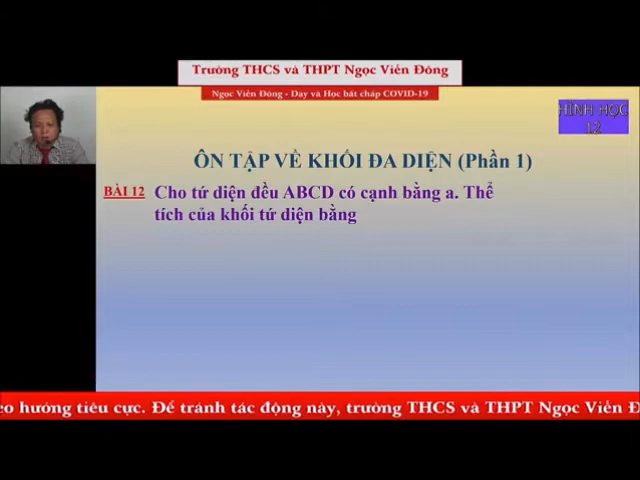 Trường THCS và THPT Ngọc Viễn Đông
Ngọc Viễn Đông - Dạy và Học bất chấp COVID-19
HÌNH HỌC
12
ÔN TẬP VỀ KHỐI ĐA DIỆN (Phần 1)
BÀI 12 Cho tứ diện đều ABCD có cạnh bằng a. Thể
tích của khối tứ diện bằng
eo hướng tiêu cực. Để tránh tác động này, trường THCS và THPT Ngọc Viễn Đ